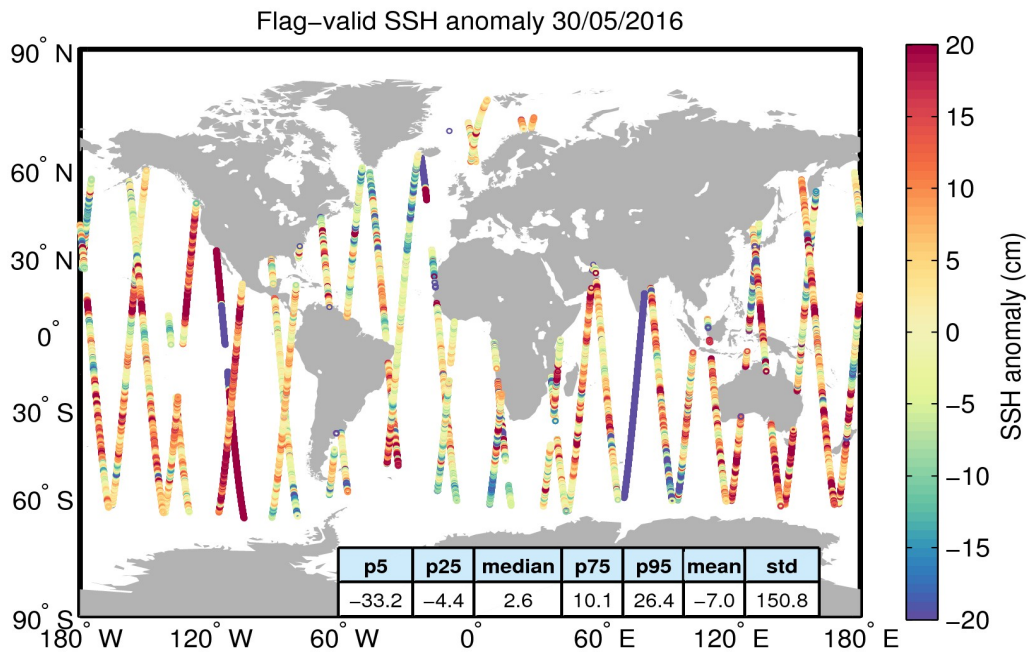 Flag−valid SSH anomaly 30/05/2016
90° N
60° N
30° N
0°
30° S
60° S
90° S
180° W
120° W
60° W
0°
60° E
120° E
180° E
p5 p25 median p75 p95 mean std
−33.2 −4.4 2.6 10.1 26.4 −7.0 150.8
20
15
10
5
0
−5
−10
−15
−20
SSH anomaly (cm)